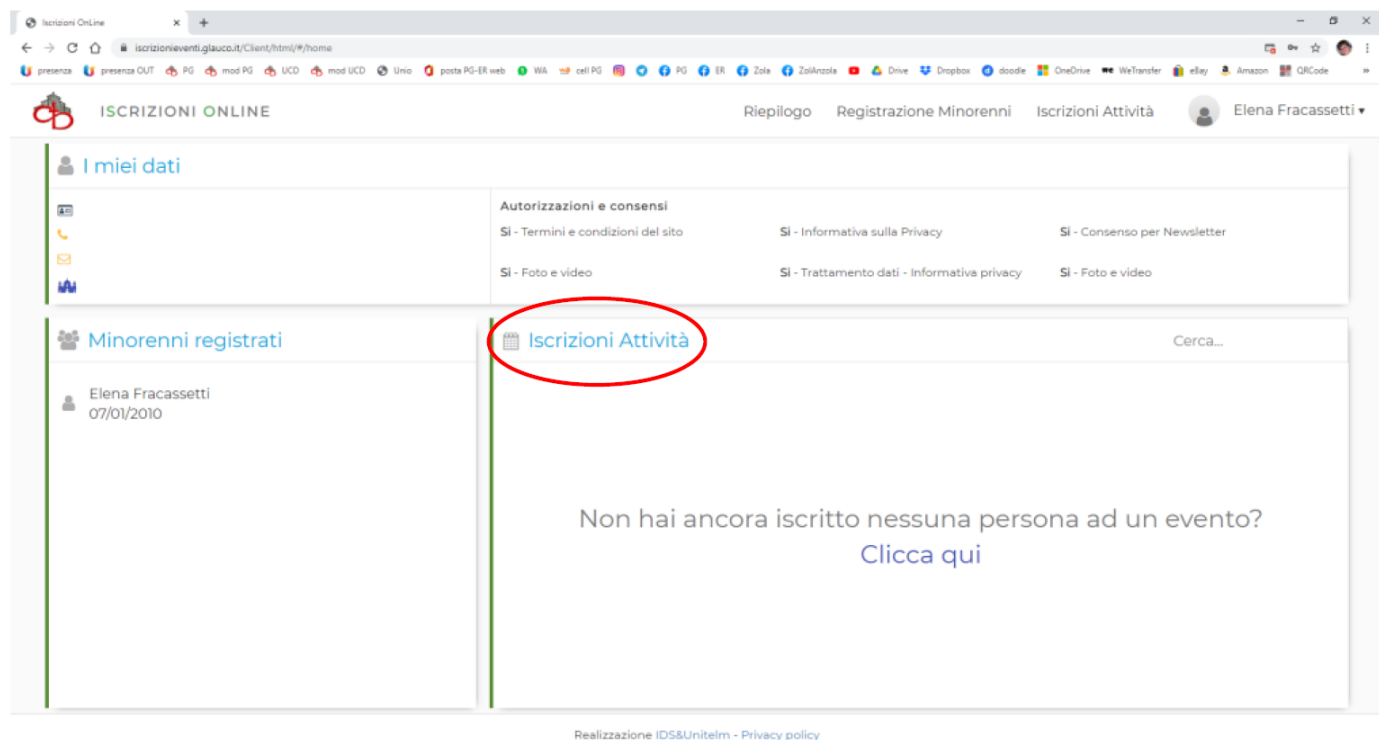 Iscrizioni OnLine
iscrizionieventi.glauco.it/Client/html/#/home
presenza presenza OUT PG mod PG UCD mod UCD Unio posta PG-ER web WA cell PG PG ER Zola ZolAnzola Drive Dropbox doodle OneDrive WeTransfer eBay Amazon QRCode »
ISCRIZIONI ONLINE Riepilogo Registrazione Minorenni Iscrizioni Attività Elena Fracassetti
I miei dati
Autorizzazioni e consensi
Si - Termini e condizioni del sito Si - Informativa sulla Privacy Si - Consenso per Newsletter
Si - Foto e video Si - Trattamento dati - Informativa privacy Si - Foto e video
Minorenni registrati
Elena Fracassetti
07/01/2010
Iscrizioni Attività Cerca...
Non hai ancora iscritto nessuna persona ad un evento?
Clicca qui
Realizzazione IDS&Unitelm - Privacy policy